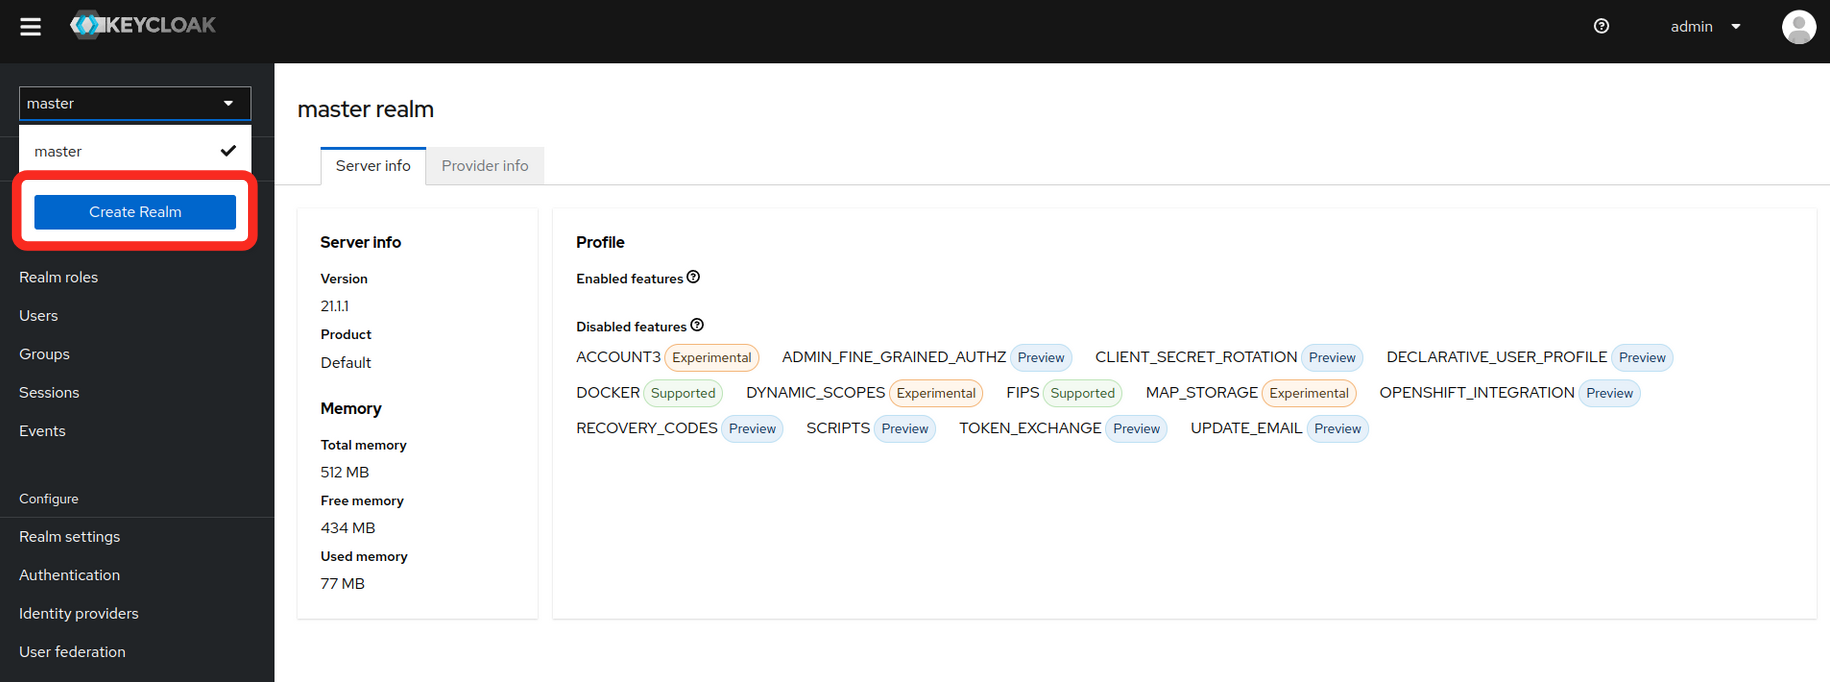 KEYCLOAK
admin
master
master
Create Realm
Realm roles
Users
Groups
Sessions
Events
Configure
Realm settings
Authentication
Identity providers
User federation
master realm
Server info Provider info
Server info
Version
21.1.1
Product
Default
Memory
Total memory
512 MB
Free memory
434 MB
Used memory
77 MB
Profile
Enabled features ?
Disabled features ?
ACCOUNT3 Experimental ADMIN_FINE_GRAINED_AUTHZ Preview CLIENT_SECRET_ROTATION Preview DECLARATIVE_USER_PROFILE Preview
DOCKER Supported DYNAMIC_SCOPES Experimental FIPS Supported MAP_STORAGE Experimental OPENSHIFT_INTEGRATION Preview
RECOVERY_CODES Preview SCRIPTS Preview TOKEN_EXCHANGE Preview UPDATE_EMAIL Preview